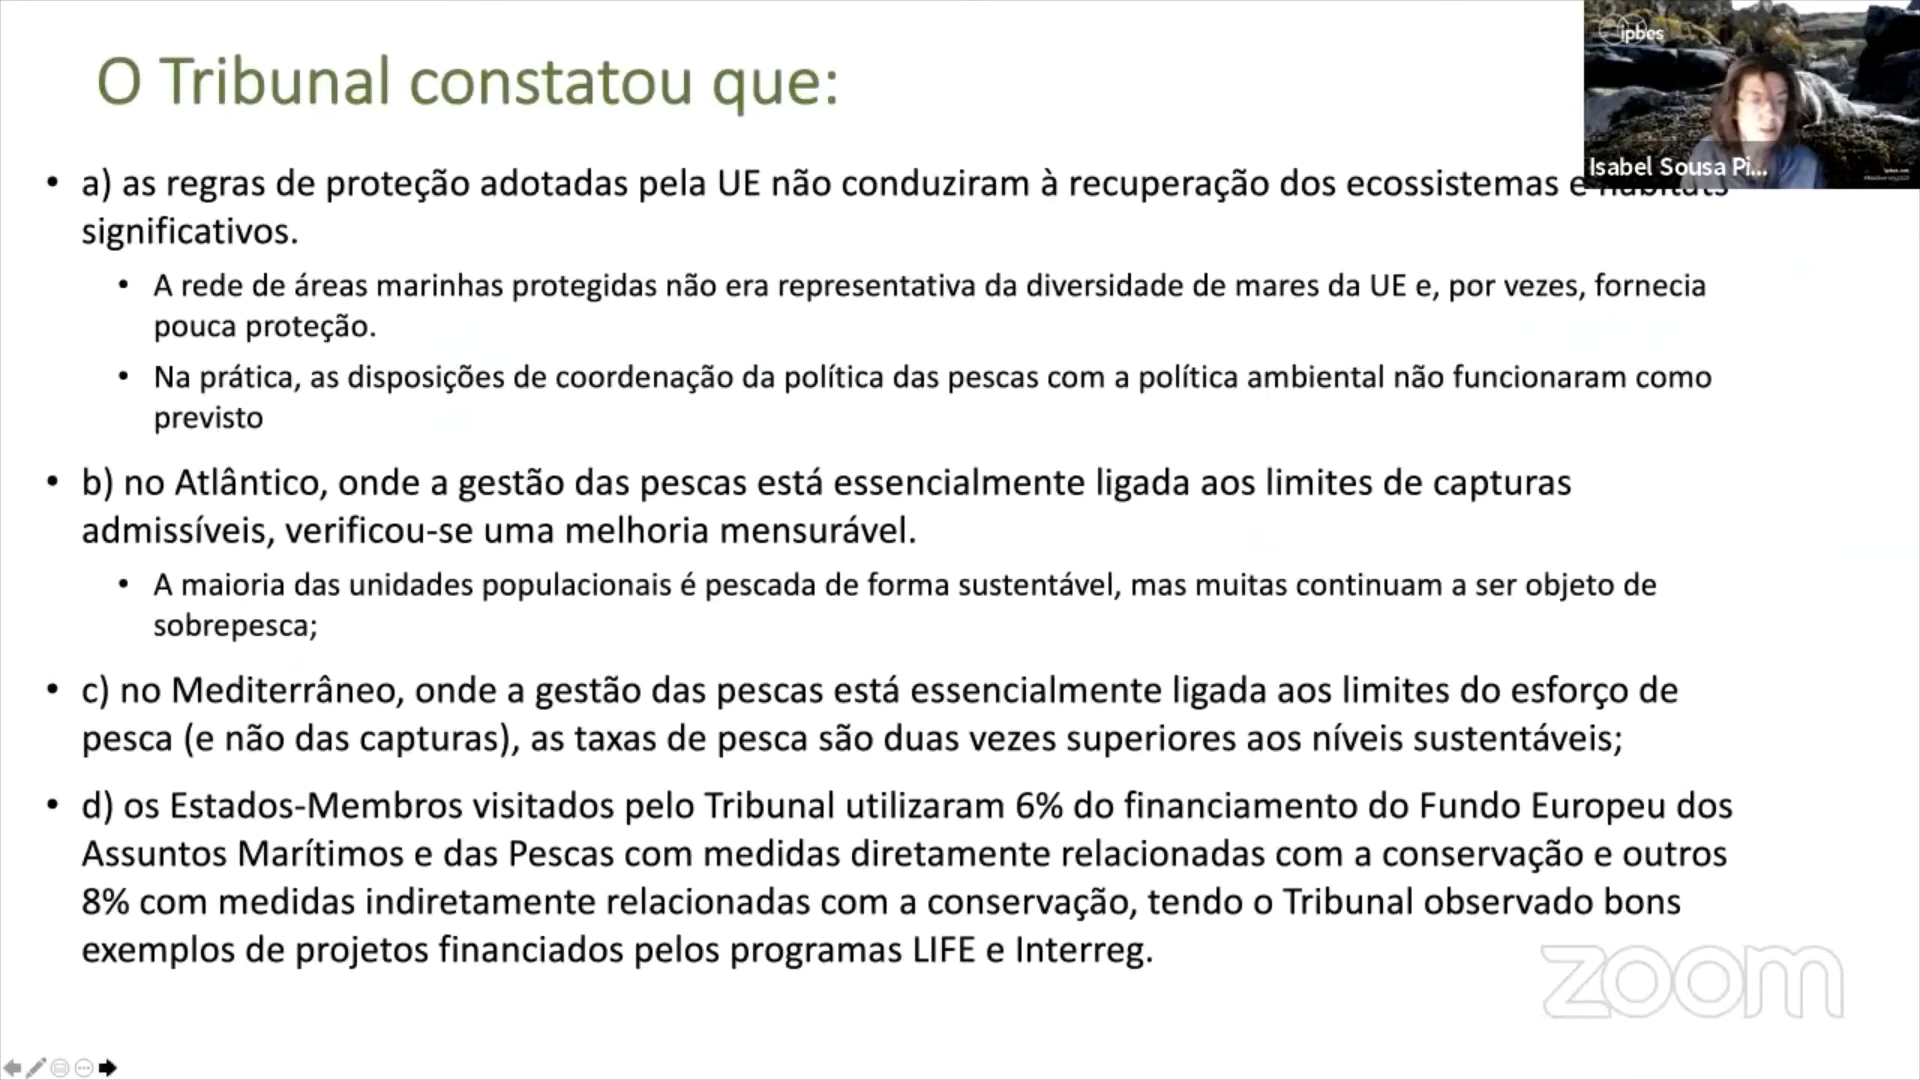 O Tribunal constatou que:
ipbes
Isabel Sousa Pi...
• a) as regras de proteção adotadas pela UE não conduziram à recuperação dos ecossistemas e habitats
significativos.
• A rede de áreas marinhas protegidas não era representativa da diversidade de mares da UE e, por vezes, fornecia
pouca proteção.
• Na prática, as disposições de coordenação da política das pescas com a política ambiental não funcionaram como
previsto
• b) no Atlântico, onde a gestão das pescas está essencialmente ligada aos limites de capturas
admissíveis, verificou-se uma melhoria mensurável.
• A maioria das unidades populacionais é pescada de forma sustentável, mas muitas continuam a ser objeto de
sobrepesca;
• c) no Mediterrâneo, onde a gestão das pescas está essencialmente ligada aos limites do esforço de
pesca (e não das capturas), as taxas de pesca são duas vezes superiores aos níveis sustentáveis;
• d) os Estados-Membros visitados pelo Tribunal utilizaram 6% do financiamento do Fundo Europeu dos
Assuntos Marítimos e das Pescas com medidas diretamente relacionadas com a conservação e outros
8% com medidas indiretamente relacionadas com a conservação, tendo o Tribunal observado bons
exemplos de projetos financiados pelos programas LIFE e Interreg.
zoom